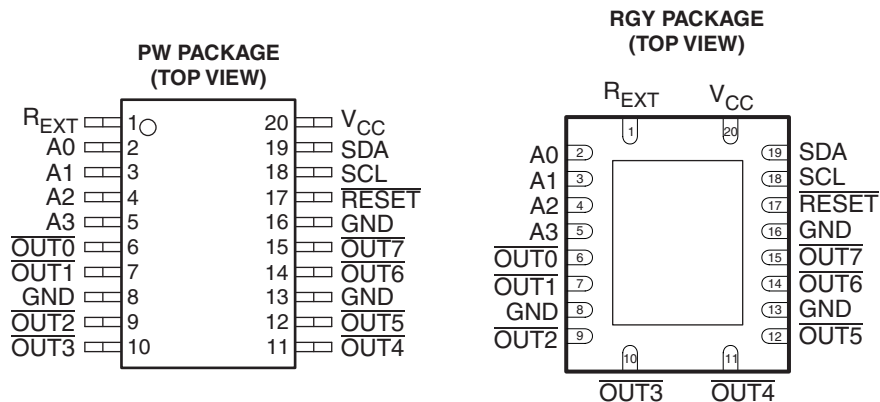 PW PACKAGE
(TOP VIEW)
REXT 1 20 VCC
A0 2 19 SDA
A1 3 18 SCL
A2 4 17 RESET
A3 5 16 GND
OUT0 6 15 OUT7
OUT1 7 14 OUT6
GND 8 13 GND
OUT2 9 12 OUT5
OUT3 10 11 OUT4
RGY PACKAGE
(TOP VIEW)
REXT VCC
1 20
A0 2 19 SDA
A1 3 18 SCL
A2 4 17 RESET
A3 5 16 GND
OUT0 6 15 OUT7
OUT1 7 14 OUT6
GND 8 13 GND
OUT2 9 12 OUT5
10 11
OUT3 OUT4